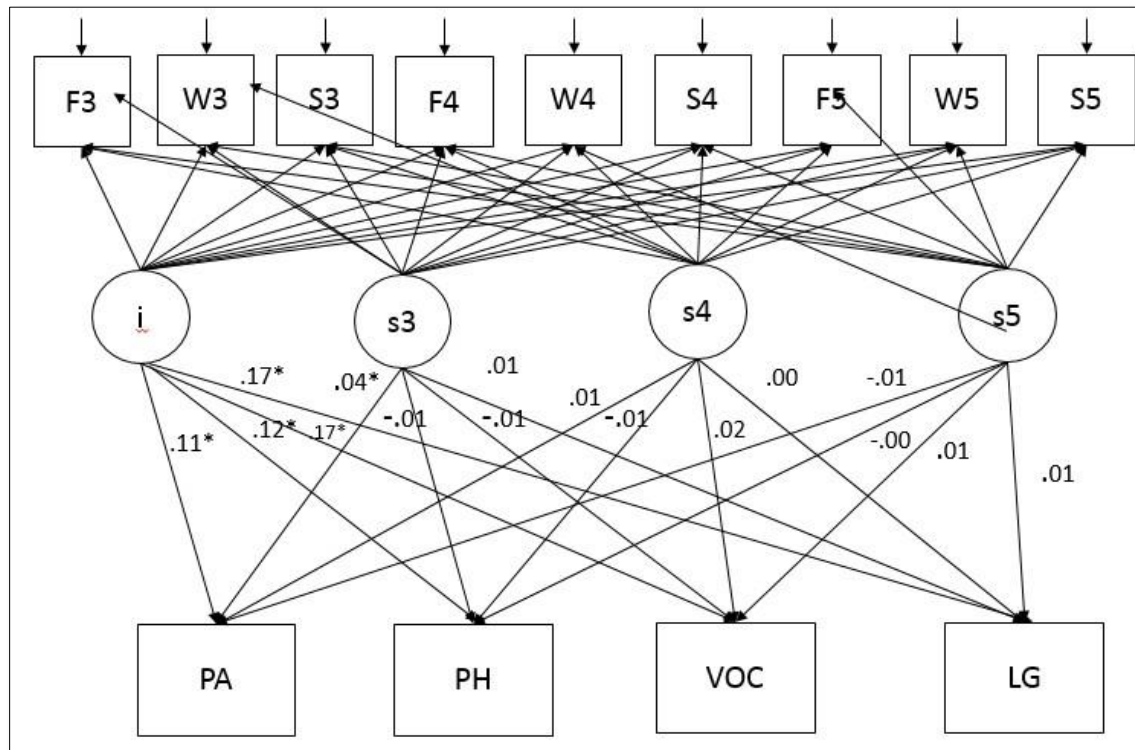 F3 W3 S3 F4 W4 S4 F5 W5 S5
i s3 s4 s5
.17* .04* .01 .01 .00 -.01
.11* .12* .17* -.01 -.01 -.01 .02 -.00 .01 .01
PA PH VOC LG